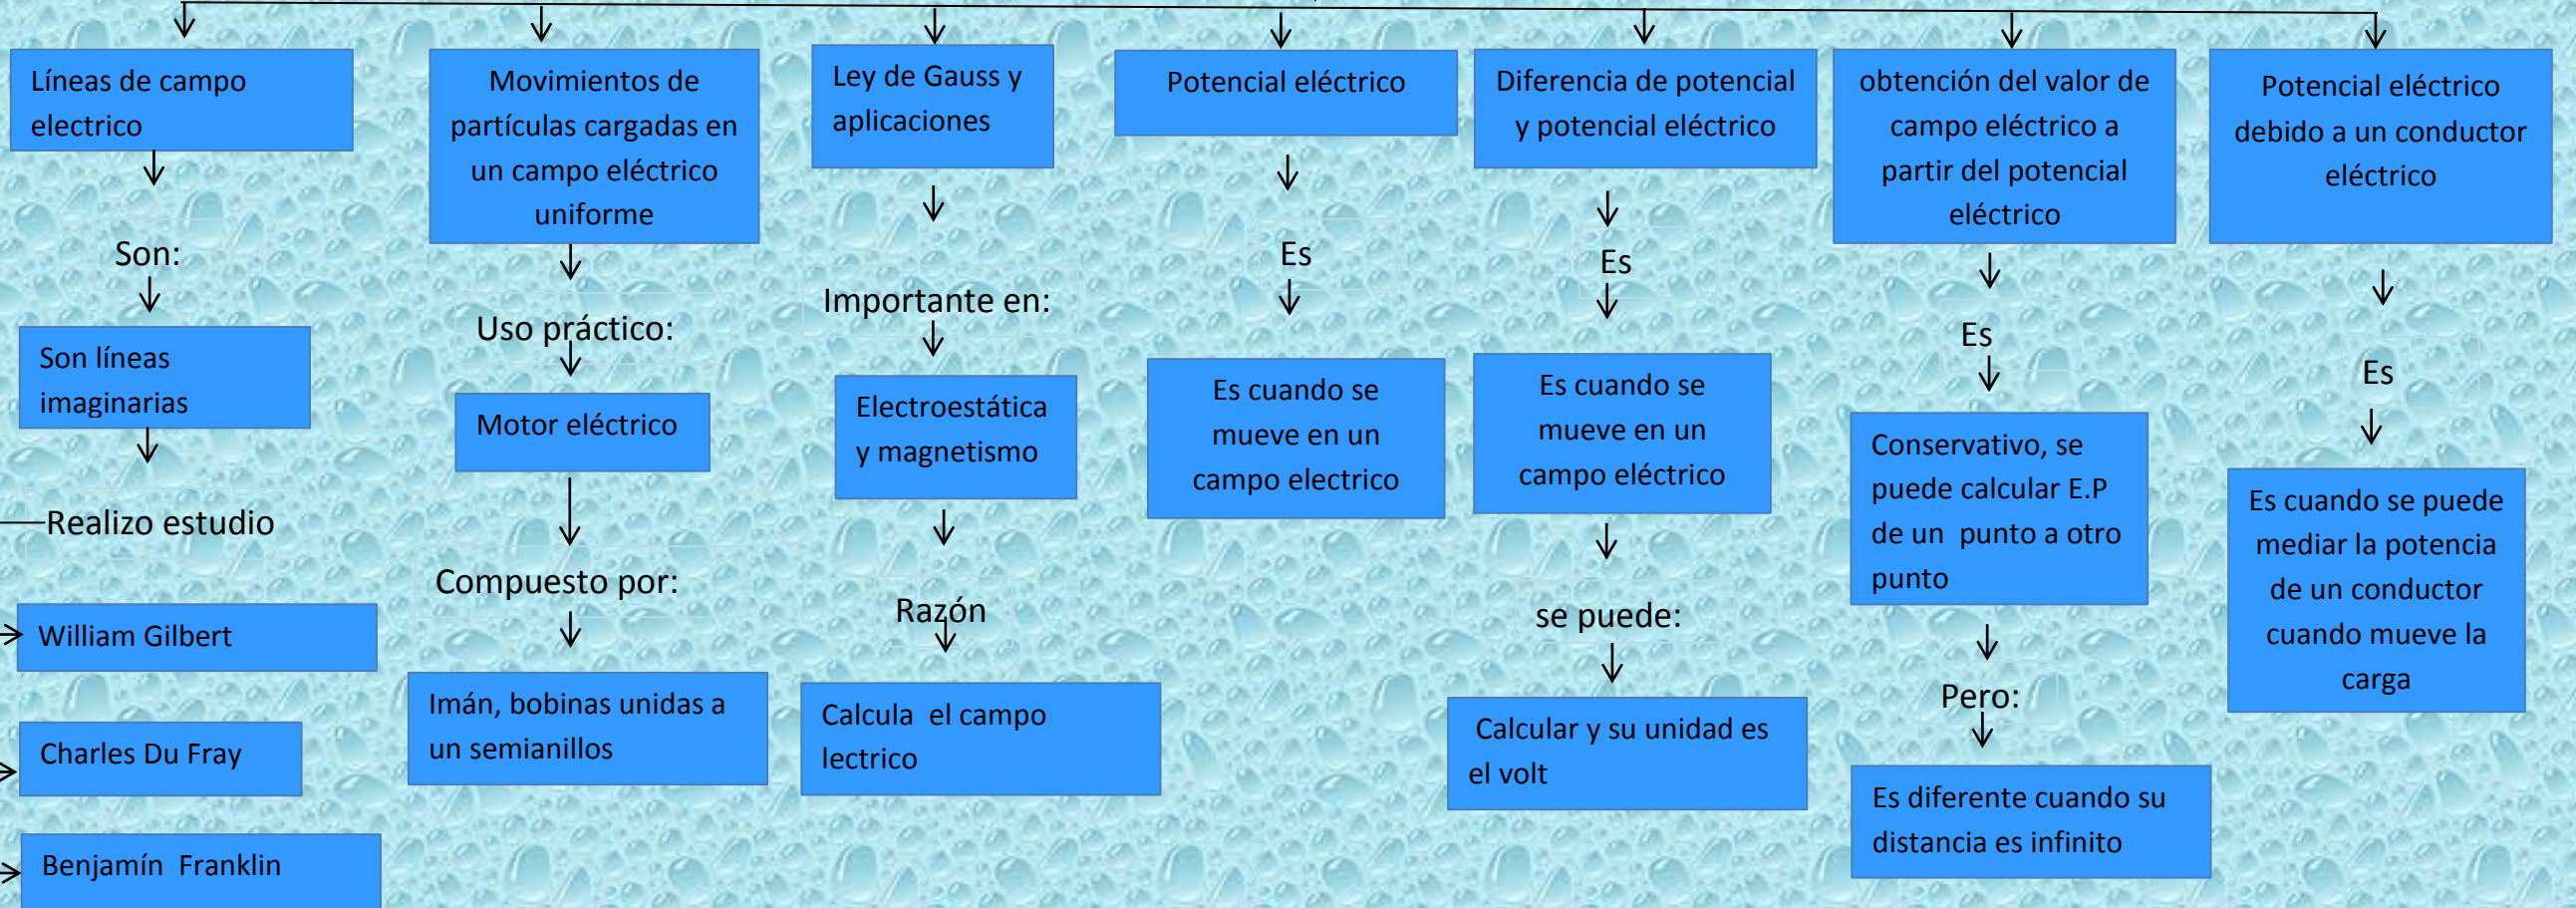 Líneas de campo
electrico
Son:
Son líneas
imaginarias
Realizo estudio
William Gilbert
Charles Du Fray
Benjamín Franklin
Movimientos de
partículas cargadas en
un campo eléctrico
uniforme
Uso práctico:
Motor eléctrico
Compuesto por:
Imán, bobinas unidas a
un semianillos
Ley de Gauss y
aplicaciones
Importante en:
Electroestática
y magnetismo
Razón
Calcula el campo
lectrico
Potencial eléctrico
Es
Es cuando se
mueve en un
campo electrico
Diferencia de potencial
y potencial eléctrico
Es
Es cuando se
mueve en un
campo eléctrico
se puede:
Calcular y su unidad es
el volt
obtención del valor de
campo eléctrico a
partir del potencial
eléctrico
Es
Conservativo, se
puede calcular E.P
de un punto a otro
punto
Pero:
Es diferente cuando su
distancia es infinito
Potencial eléctrico
debido a un conductor
eléctrico
Es
Es cuando se puede
mediar la potencia
de un conductor
cuando mueve la
carga